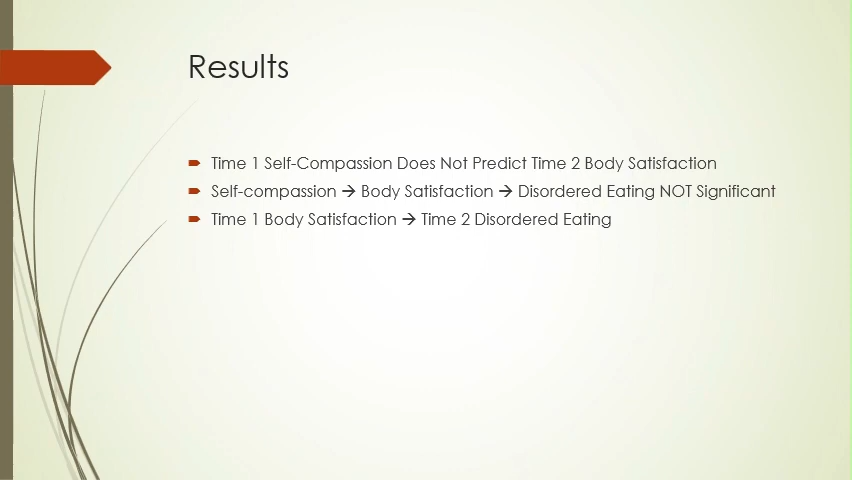 Results
Time 1 Self-Compassion Does Not Predict Time 2 Body Satisfaction
Self-compassion → Body Satisfaction → Disordered Eating NOT Significant
Time 1 Body Satisfaction → Time 2 Disordered Eating